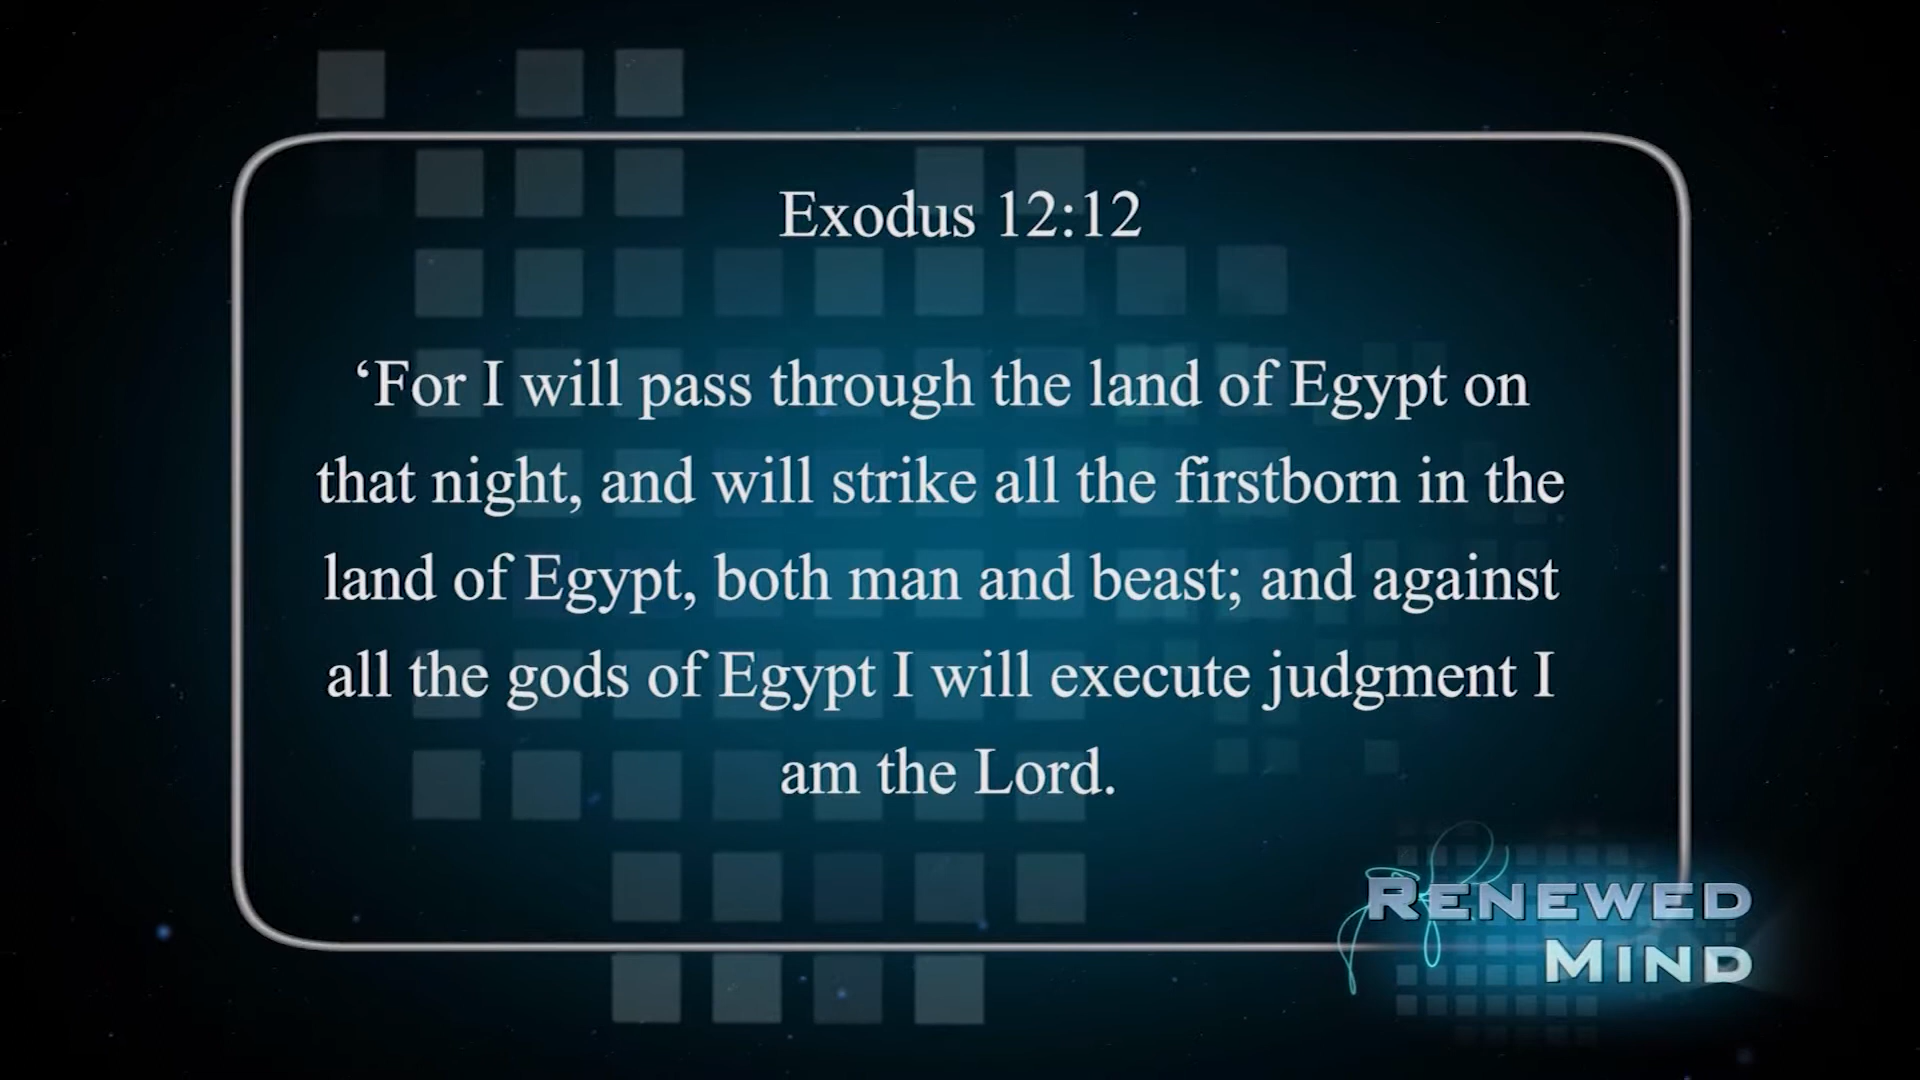 Exodus 12:12
‘For I will pass through the land of Egypt on
that night, and will strike all the firstborn in the
land of Egypt, both man and beast; and against
all the gods of Egypt I will execute judgment I
am the Lord.
RENEWED
MIND